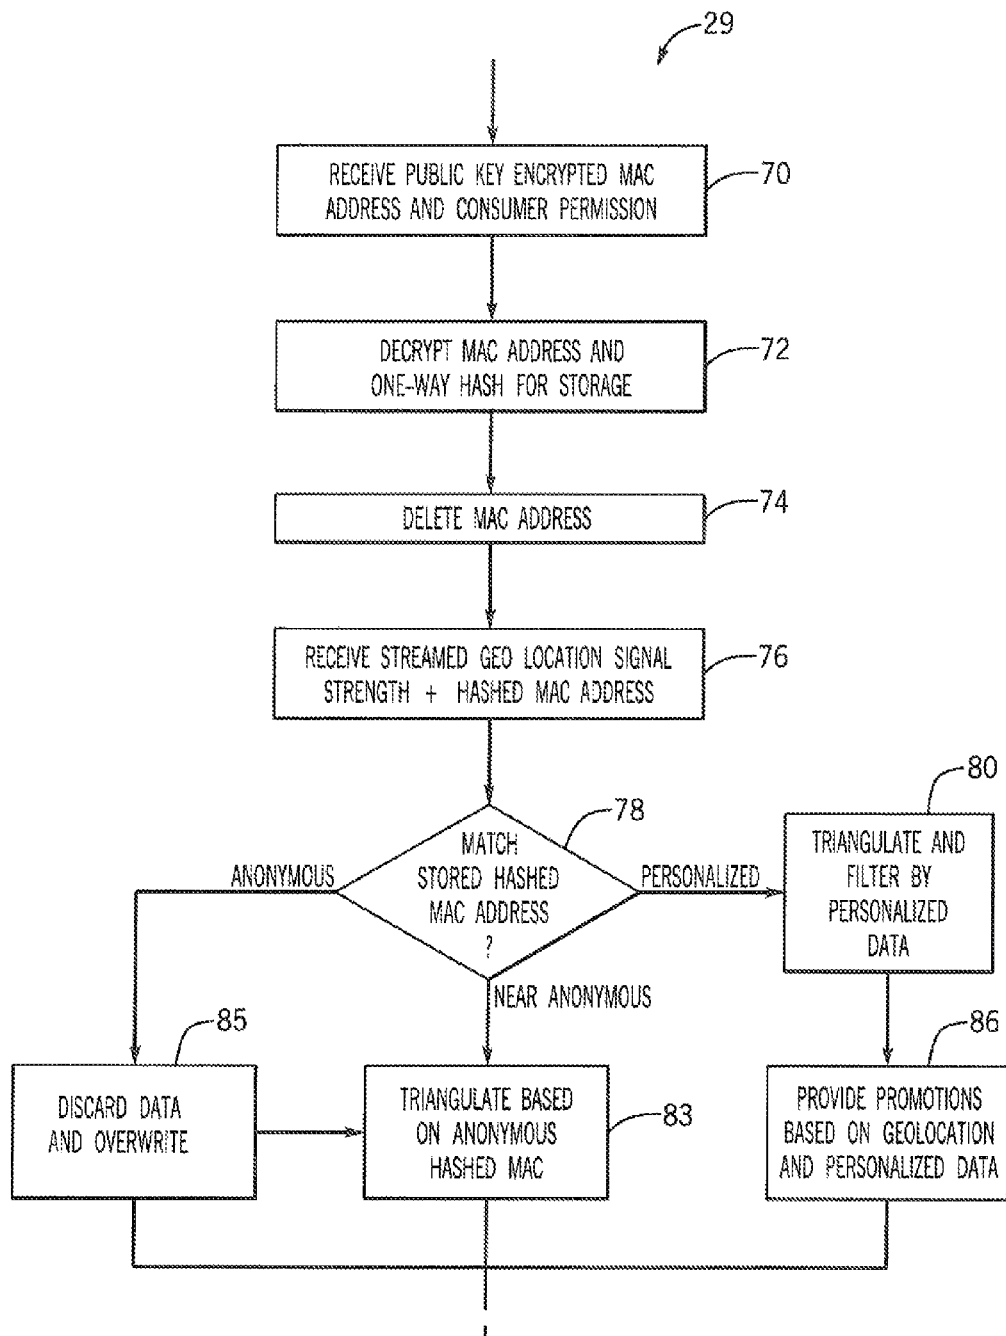 29
RECEIVE PUBLIC KEY ENCRYPTED MAC
ADDRESS AND CONSUMER PERMISSION
70
DECRYPT MAC ADDRESS AND
ONE-WAY HASH FOR STORAGE
72
DELETE MAC ADDRESS
74
RECEIVE STREAMED GEO LOCATION SIGNAL
STRENGTH + HASHED MAC ADDRESS
76
MATCH
STORED HASHED
MAC ADDRESS
?
78
ANONYMOUS
PERSONALIZED
NEAR ANONYMOUS
TRIANGULATE AND
FILTER BY
PERSONALIZED
DATA
80
DISCARD DATA
AND OVERWRITE
85
TRIANGULATE BASED
ON ANONYMOUS
HASHED MAC
83
PROVIDE PROMOTIONS
BASED ON GEOLOCATION
AND PERSONALIZED DATA
86